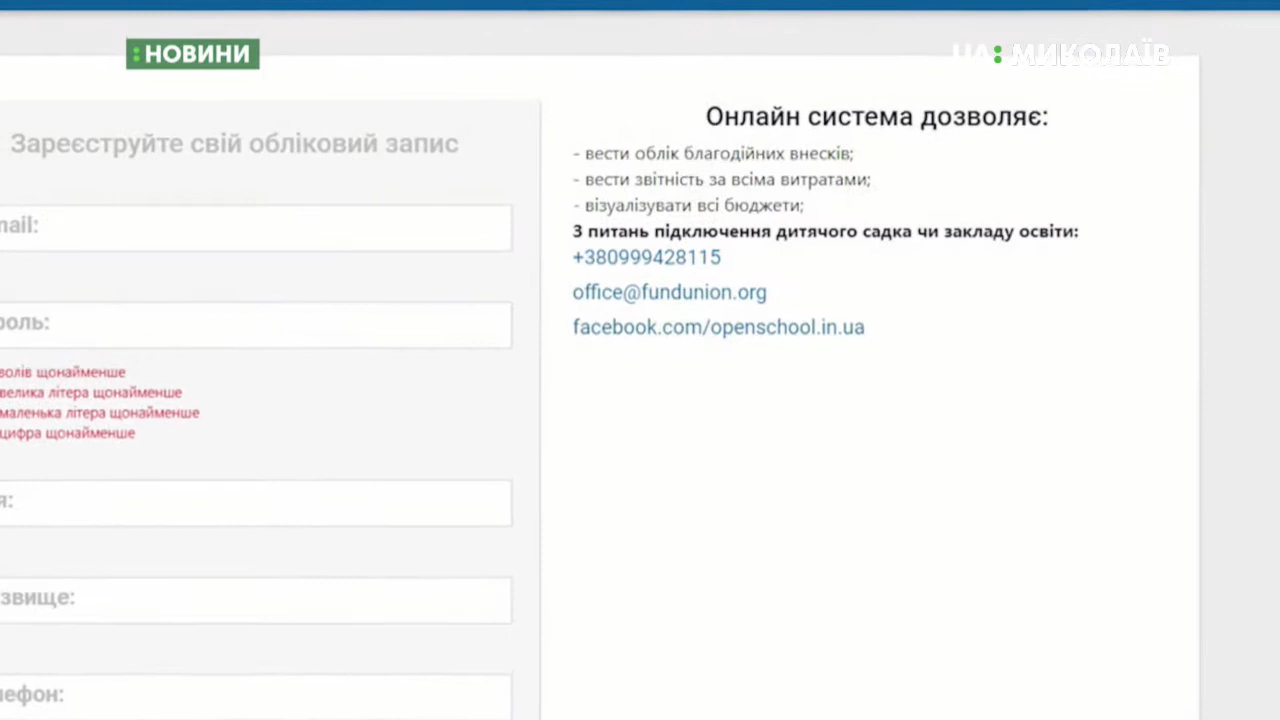 : НОВИНИ
UA: МИКОЛАЇВ
Зареєструйте свій обліковий запис
mail:
роль:
волів щонайменше
велика літера щонайменше
маленька літера щонайменше
цифра щонайменше
я:
звище:
лефон:
Онлайн система дозволяє:
- вести облік благодійних внесків;
- вести звітність за всіма витратами;
- візуалізувати всі бюджети;
З питань підключення дитячого садка чи закладу освіти:
+380999428115
office@fundunion.org
facebook.com/openschool.in.ua